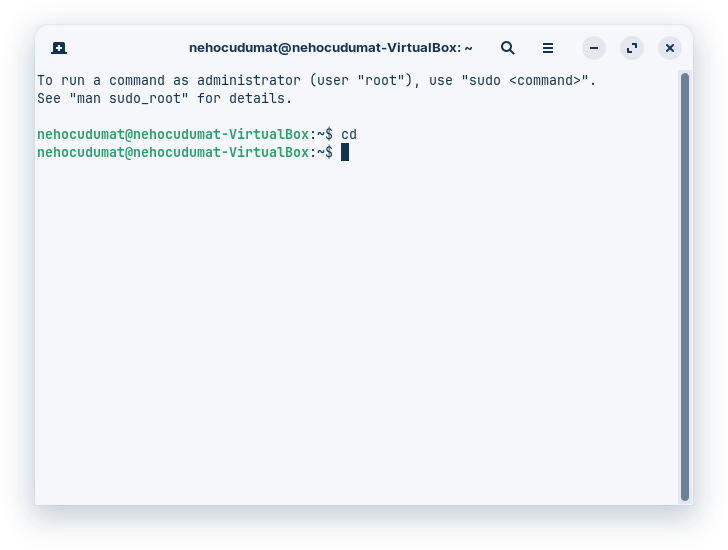 nehocudumat@nehocudumat-VirtualBox: ~
To run a command as administrator (user "root"), use "sudo <command>".
See "man sudo_root" for details.
nehocudumat@nehocudumat-VirtualBox:~$ cd
nehocudumat@nehocudumat-VirtualBox:~$